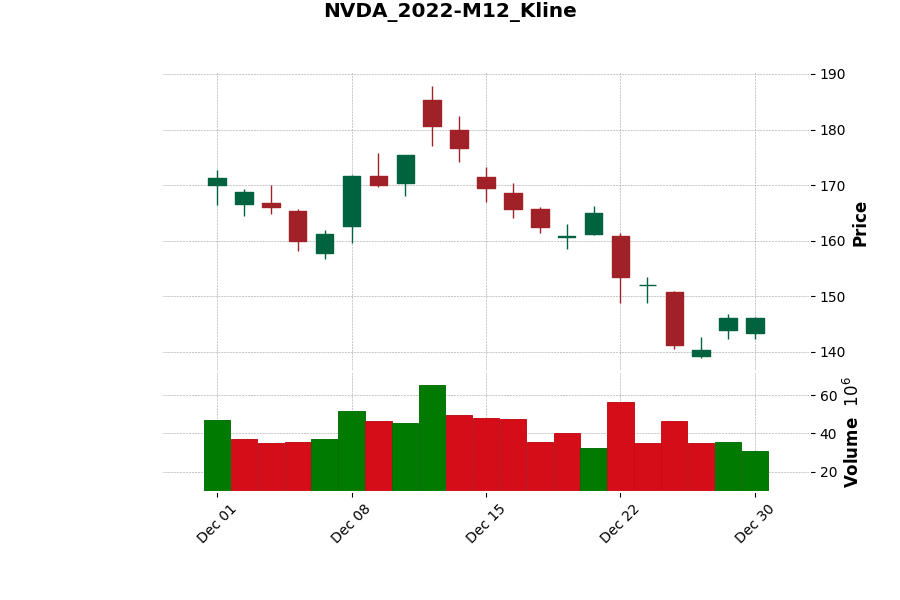 NVDA_2022-M12_Kline
190
180
170
160
150
140
Price
60
40
20
Volume 10^6
Dec 01
Dec 08
Dec 15
Dec 22
Dec 30